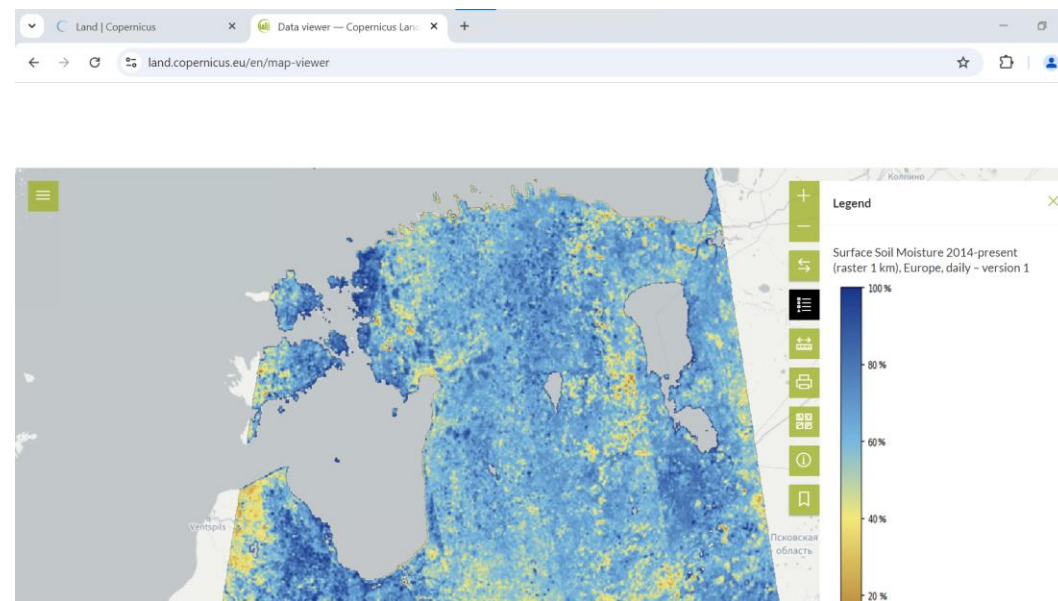 Land | Copernicus
Data viewer — Copernicus Lan
land.copernicus.eu/en/map-viewer
Колпино
Legend
Surface Soil Moisture 2014-present
(raster 1 km), Europe, daily – version 1
100 %
80 %
60 %
40 %
20 %
Ventspils
Псковская
область